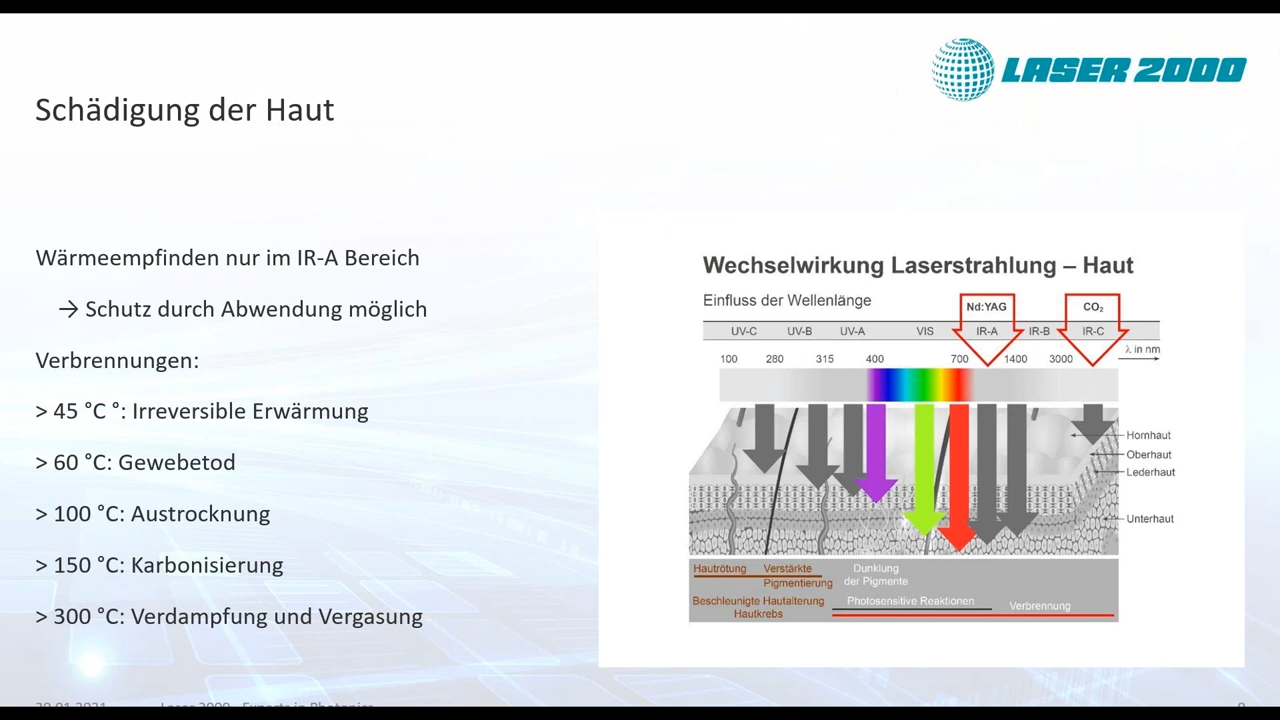 LASER 2000
Schädigung der Haut
Wärmeempfinden nur im IR-A Bereich
→ Schutz durch Abwendung möglich
Verbrennungen:
> 45 °C °: Irreversible Erwärmung
> 60 °C: Gewebetod
> 100 °C: Austrocknung
> 150 °C: Karbonisierung
> 300 °C: Verdampfung und Vergasung
Wechselwirkung Laserstrahlung – Haut
Einfluss der Wellenlänge
Nd:YAG CO₂
UV-C UV-B UV-A VIS IR-A IR-B IR-C
λ in nm
100 280 315 400 700 1400 3000
Hornhaut
Oberhaut
Lederhaut
Unterhaut
Hautrötung Verstärkte Dunklung
Pigmentierung der Pigmente
Beschleunigte Hautalterung Photosensitive Reaktionen Verbrennung
Hautkrebs